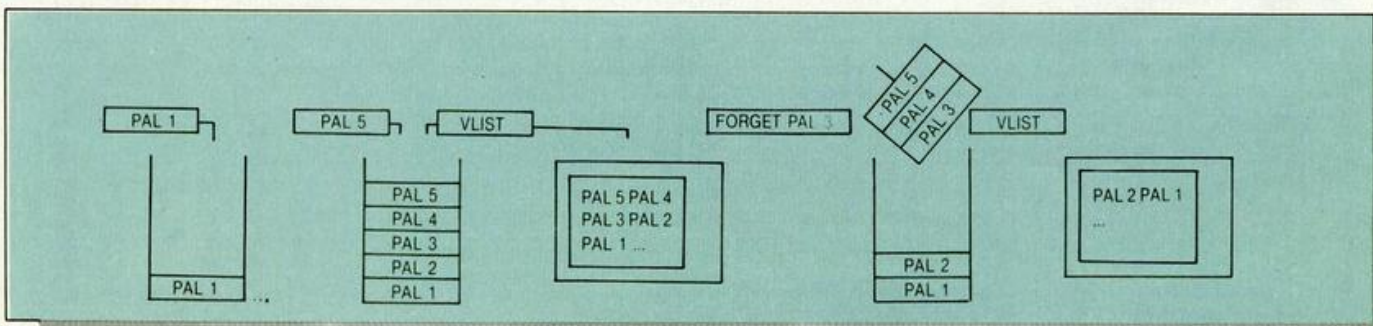 PAL 1
PAL 1
....
PAL 5
VLIST
PAL 5
PAL 4
PAL 3
PAL 2
PAL 1
PAL 5 PAL 4
PAL 3 PAL 2
PAL 1 ...
FORGET PAL 3
PAL 5
PAL 4
PAL 3
PAL 2
PAL 1
VLIST
PAL 2 PAL 1
...